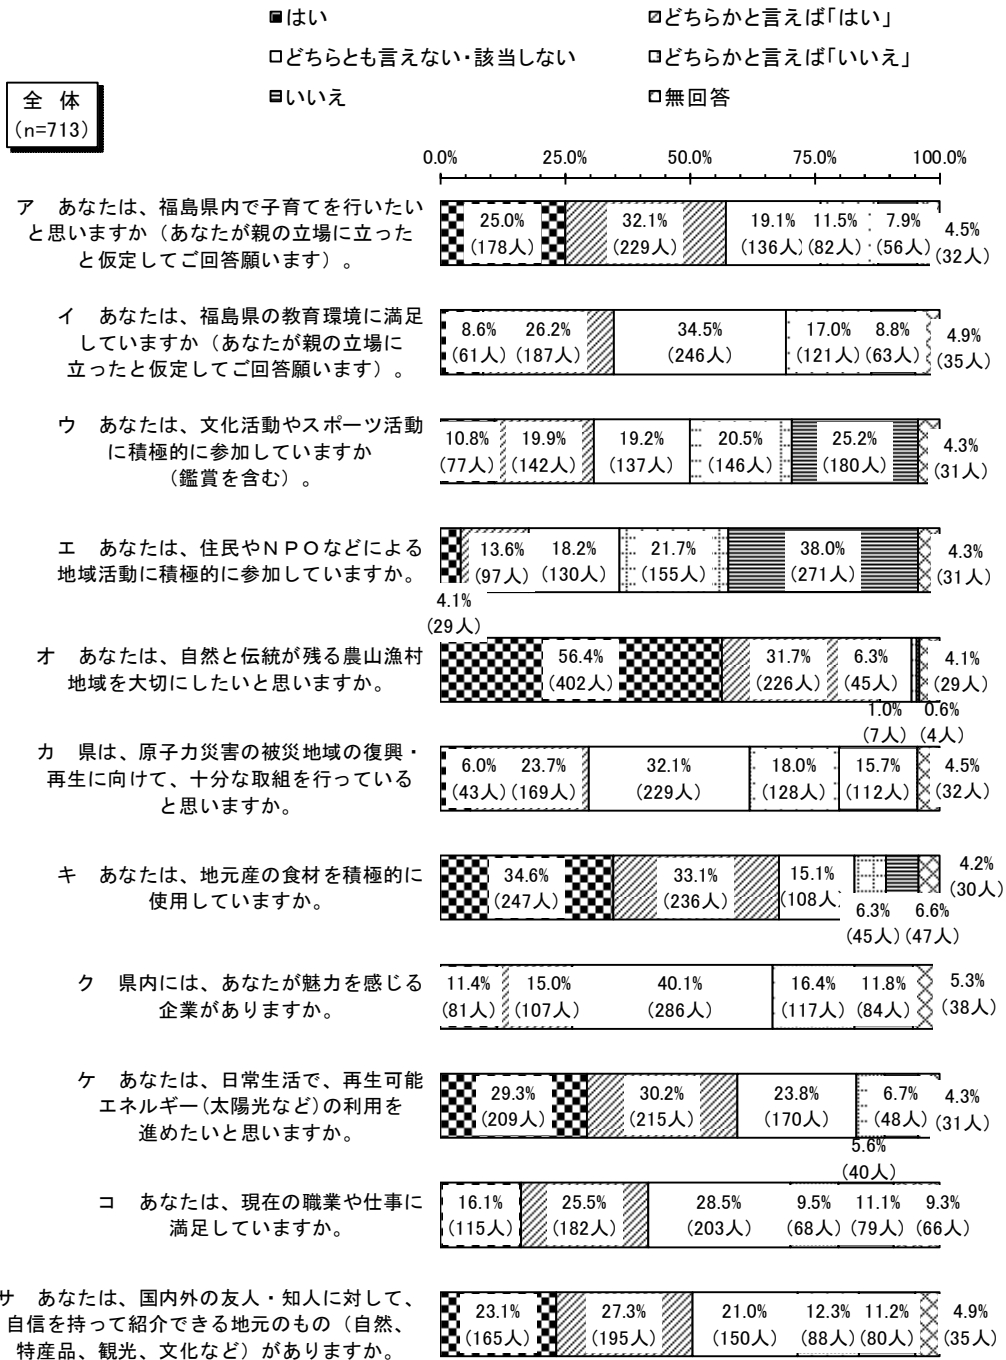 はい
どちらかと言えば「はい」
どちらとも言えない・該当しない
どちらかと言えば「いいえ」
いいえ
無回答
全 体
(n=713)
0.0% 25.0% 50.0% 75.0% 100.0%
ア あなたは、福島県内で子育てを行いたい
と思いますか（あなたが親の立場に立った
と仮定してご回答願います）。
25.0% 32.1% 19.1% 11.5% 7.9% 4.5%
(178人) (229人) (136人) (82人) (56人) (32人)
イ あなたは、福島県の教育環境に満足
していますか（あなたが親の立場に
立ったと仮定してご回答願います）。
8.6% 26.2% 34.5% 17.0% 8.8% 4.9%
(61人) (187人) (246人) (121人) (63人) (35人)
ウ あなたは、文化活動やスポーツ活動
に積極的に参加していますか
（鑑賞を含む）。
10.8% 19.9% 19.2% 20.5% 25.2% 4.3%
(77人) (142人) (137人) (146人) (180人) (31人)
エ あなたは、住民やＮＰＯなどによる
地域活動に積極的に参加していますか。
13.6% 18.2% 21.7% 38.0% 4.3%
(97人) (130人) (155人) (271人) (31人)
4.1%
(29人)
オ あなたは、自然と伝統が残る農山漁村
地域を大切にしたいと思いますか。
56.4% 31.7% 6.3% 4.1%
(402人) (226人) (45人) (29人)
1.0% 0.6%
(7人) (4人)
カ 県は、原子力災害の被災地域の復興・
再生に向けて、十分な取組を行っている
と思いますか。
6.0% 23.7% 32.1% 18.0% 15.7% 4.5%
(43人) (169人) (229人) (128人) (112人) (32人)
キ あなたは、地元産の食材を積極的に
使用していますか。
34.6% 33.1% 15.1% 4.2%
(247人) (236人) (108人) (30人)
6.3% 6.6%
(45人) (47人)
ク 県内には、あなたが魅力を感じる
企業がありますか。
11.4% 15.0% 40.1% 16.4% 11.8% 5.3%
(81人) (107人) (286人) (117人) (84人) (38人)
ケ あなたは、日常生活で、再生可能
エネルギー(太陽光など)の利用を
進めたいと思いますか。
29.3% 30.2% 23.8% 6.7% 4.3%
(209人) (215人) (170人) (48人) (31人)
5.6%
(40人)
コ あなたは、現在の職業や仕事に
満足していますか。
16.1% 25.5% 28.5% 9.5% 11.1% 9.3%
(115人) (182人) (203人) (68人) (79人) (66人)
サ あなたは、国内外の友人・知人に対して、
自信を持って紹介できる地元のもの（自然、
特産品、観光、文化など）がありますか。
23.1% 27.3% 21.0% 12.3% 11.2% 4.9%
(165人) (195人) (150人) (88人) (80人) (35人)